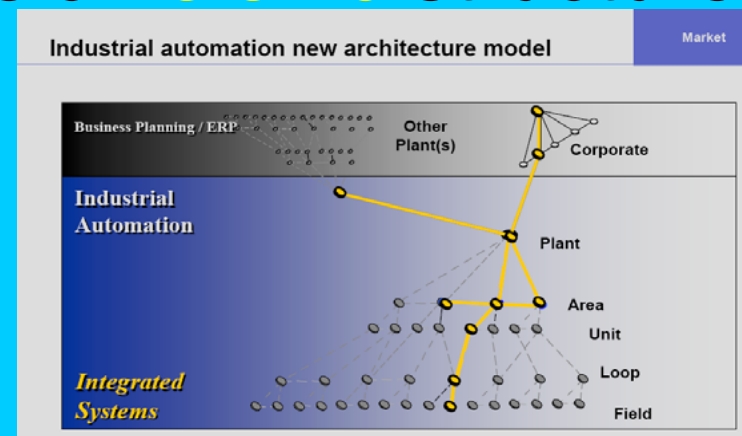 Industrial automation new architecture model
Market
Business Planning / ERP
Other
Plant(s)
Corporate
Industrial
Automation
Plant
Area
Unit
Loop
Integrated
Systems
Field